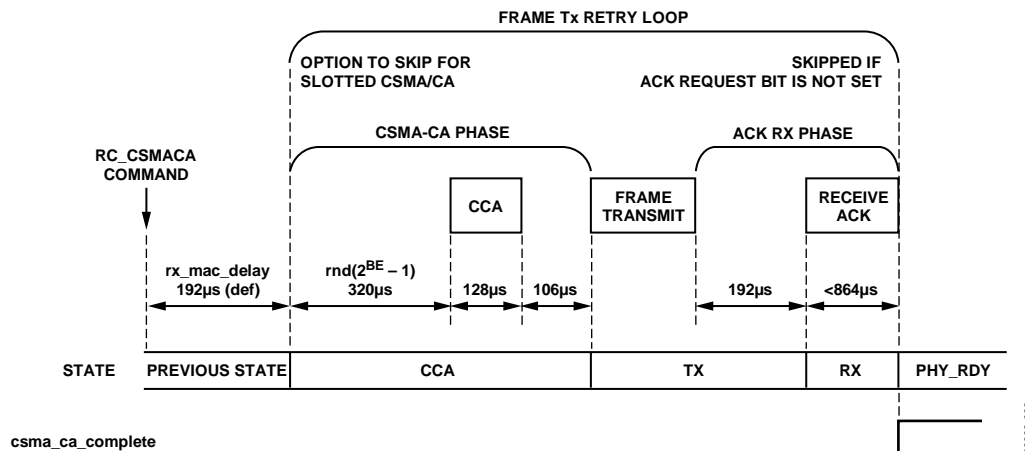 FRAME Tx RETRY LOOP
OPTION TO SKIP FOR
SLOTTED CSMA/CA
SKIPPED IF
ACK REQUEST BIT IS NOT SET
CSMA-CA PHASE
ACK RX PHASE
RC_CSMACA
COMMAND
CCA
FRAME
TRANSMIT
RECEIVE
ACK
rx_mac_delay
192µs (def)
rnd(2^BE – 1)
320µs
128µs
106µs
192µs
<864µs
STATE
PREVIOUS STATE
CCA
TX
RX
PHY_RDY
csma_ca_complete